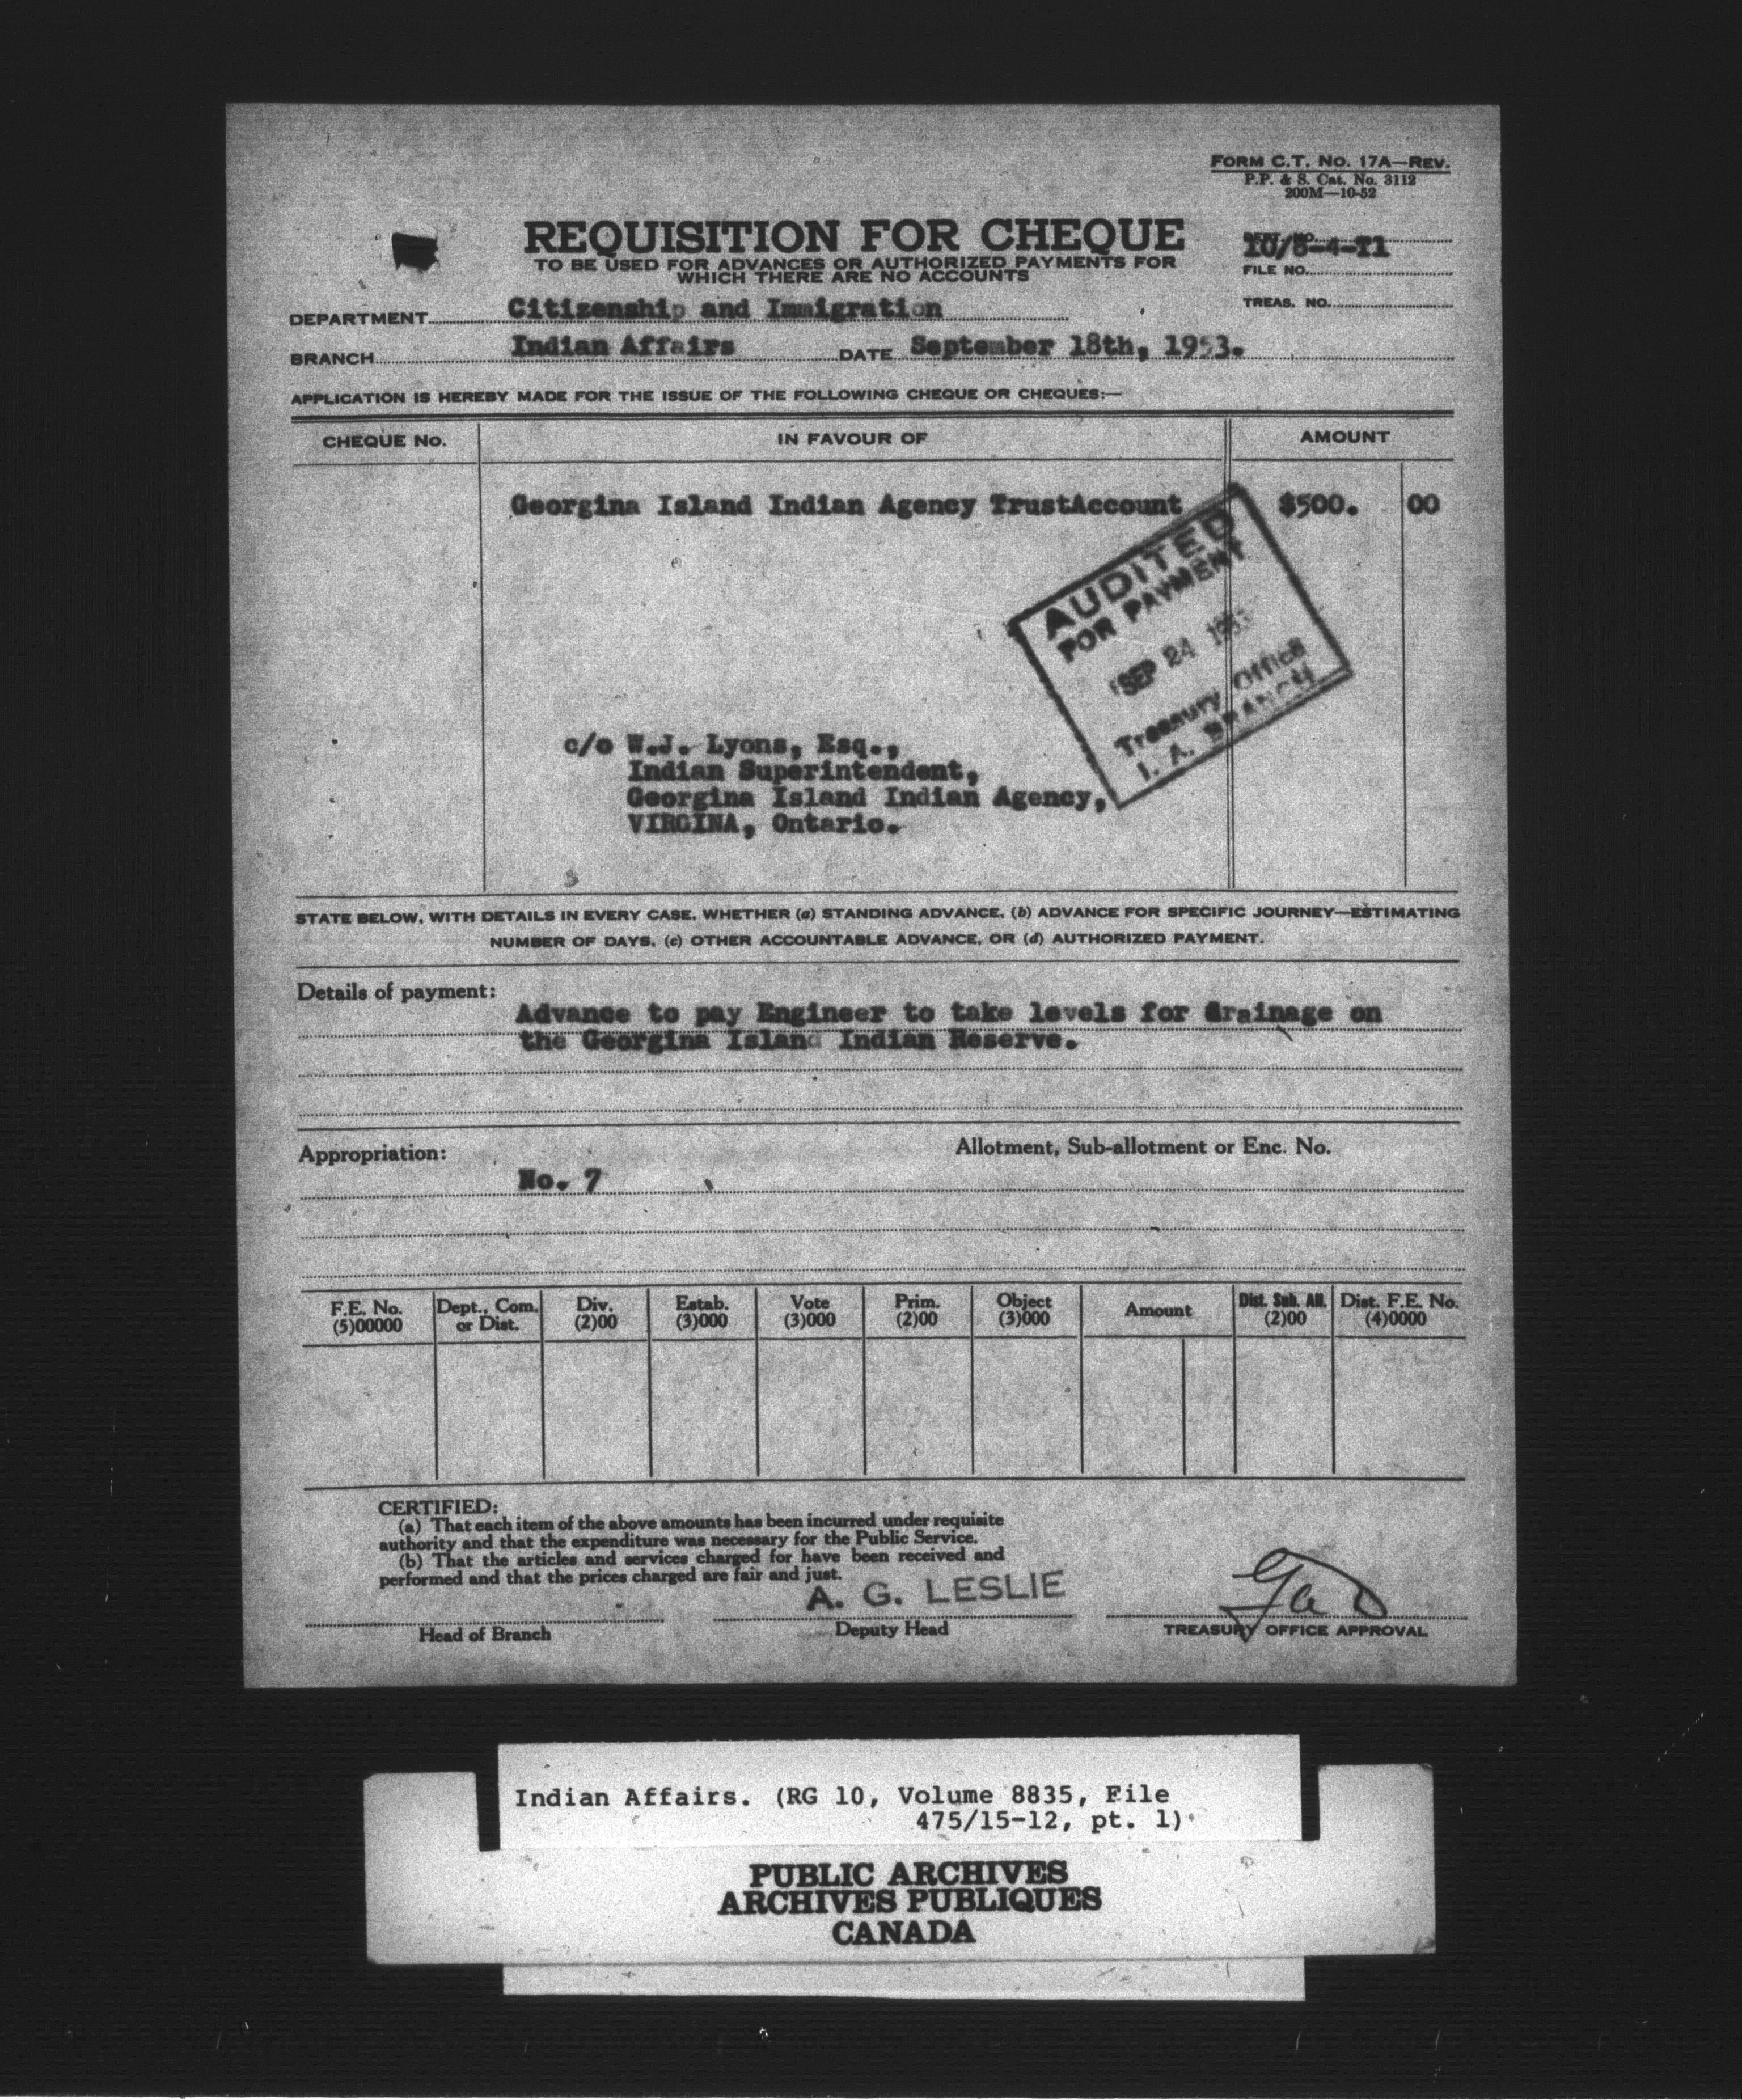 FORM C.T. NO. 17A—REV.
P.P. & S. Cat. No. 3112
200M—10-52
REQUISITION FOR CHEQUE
TO BE USED FOR ADVANCES OR AUTHORIZED PAYMENTS FOR
WHICH THERE ARE NO ACCOUNTS
FILE NO.
TREAS. NO.
DEPARTMENT Citizenship and Immigration
BRANCH Indian Affairs DATE September 18th, 1953.
APPLICATION IS HEREBY MADE FOR THE ISSUE OF THE FOLLOWING CHEQUE OR CHEQUES:—
CHEQUE NO. IN FAVOUR OF AMOUNT
Georgina Island Indian Agency TrustAccount $500. 00
AUDITED
FOR PAYMENT
SEP 24 1953
Treasury Office
I. A. BRANCH
c/o W.J. Lyons, Esq.,
Indian Superintendent,
Georgina Island Indian Agency,
VIRGINA, Ontario.
STATE BELOW, WITH DETAILS IN EVERY CASE, WHETHER (a) STANDING ADVANCE, (b) ADVANCE FOR SPECIFIC JOURNEY—ESTIMATING
NUMBER OF DAYS, (c) OTHER ACCOUNTABLE ADVANCE, OR (d) AUTHORIZED PAYMENT.
Details of payment:
Advance to pay Engineer to take levels for drainage on
the Georgina Island Indian Reserve.
Appropriation: Allotment, Sub-allotment or Enc. No.
No. 7
F.E. No. Dept., Com. Div. Estab. Vote Prim. Object Amount Dist. Sub. All. Dist. F.E. No.
(5)00000 or Dist. (2)00 (3)000 (3)000 (2)00 (3)000 (2)00 (4)0000
CERTIFIED:
(a) That each item of the above amounts has been incurred under requisite
authority and that the expenditure was necessary for the Public Service.
(b) That the articles and services charged for have been received and
performed and that the prices charged are fair and just.
A. G. LESLIE
Head of Branch Deputy Head TREASURY OFFICE APPROVAL
Indian Affairs. (RG 10, Volume 8835, File
475/15-12, pt. 1)
PUBLIC ARCHIVES
ARCHIVES PUBLIQUES
CANADA